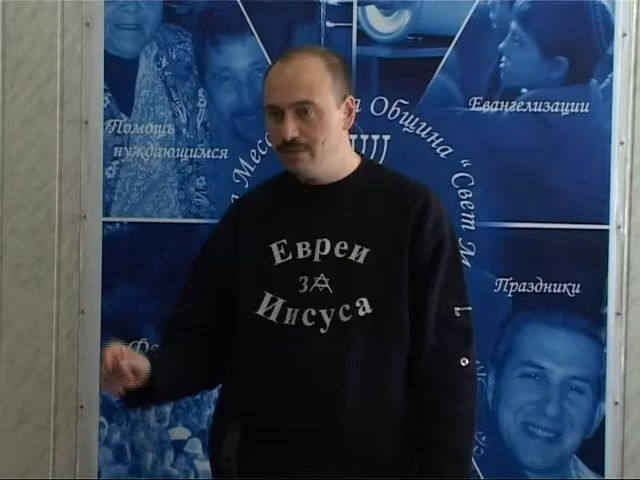 Помощь
нуждающимся
Евангелизации
Община "Свет
Праздники
Евреи
за
Иисуса